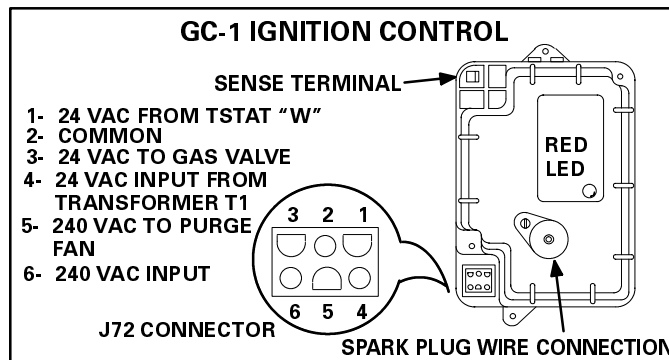 GC-1 IGNITION CONTROL
SENSE TERMINAL
1- 24 VAC FROM TSTAT “W”
2- COMMON
3- 24 VAC TO GAS VALVE
4- 24 VAC INPUT FROM
TRANSFORMER T1
5- 240 VAC TO PURGE
FAN
6- 240 VAC INPUT
RED
LED
3 2 1
6 5 4
J72 CONNECTOR
SPARK PLUG WIRE CONNECTION